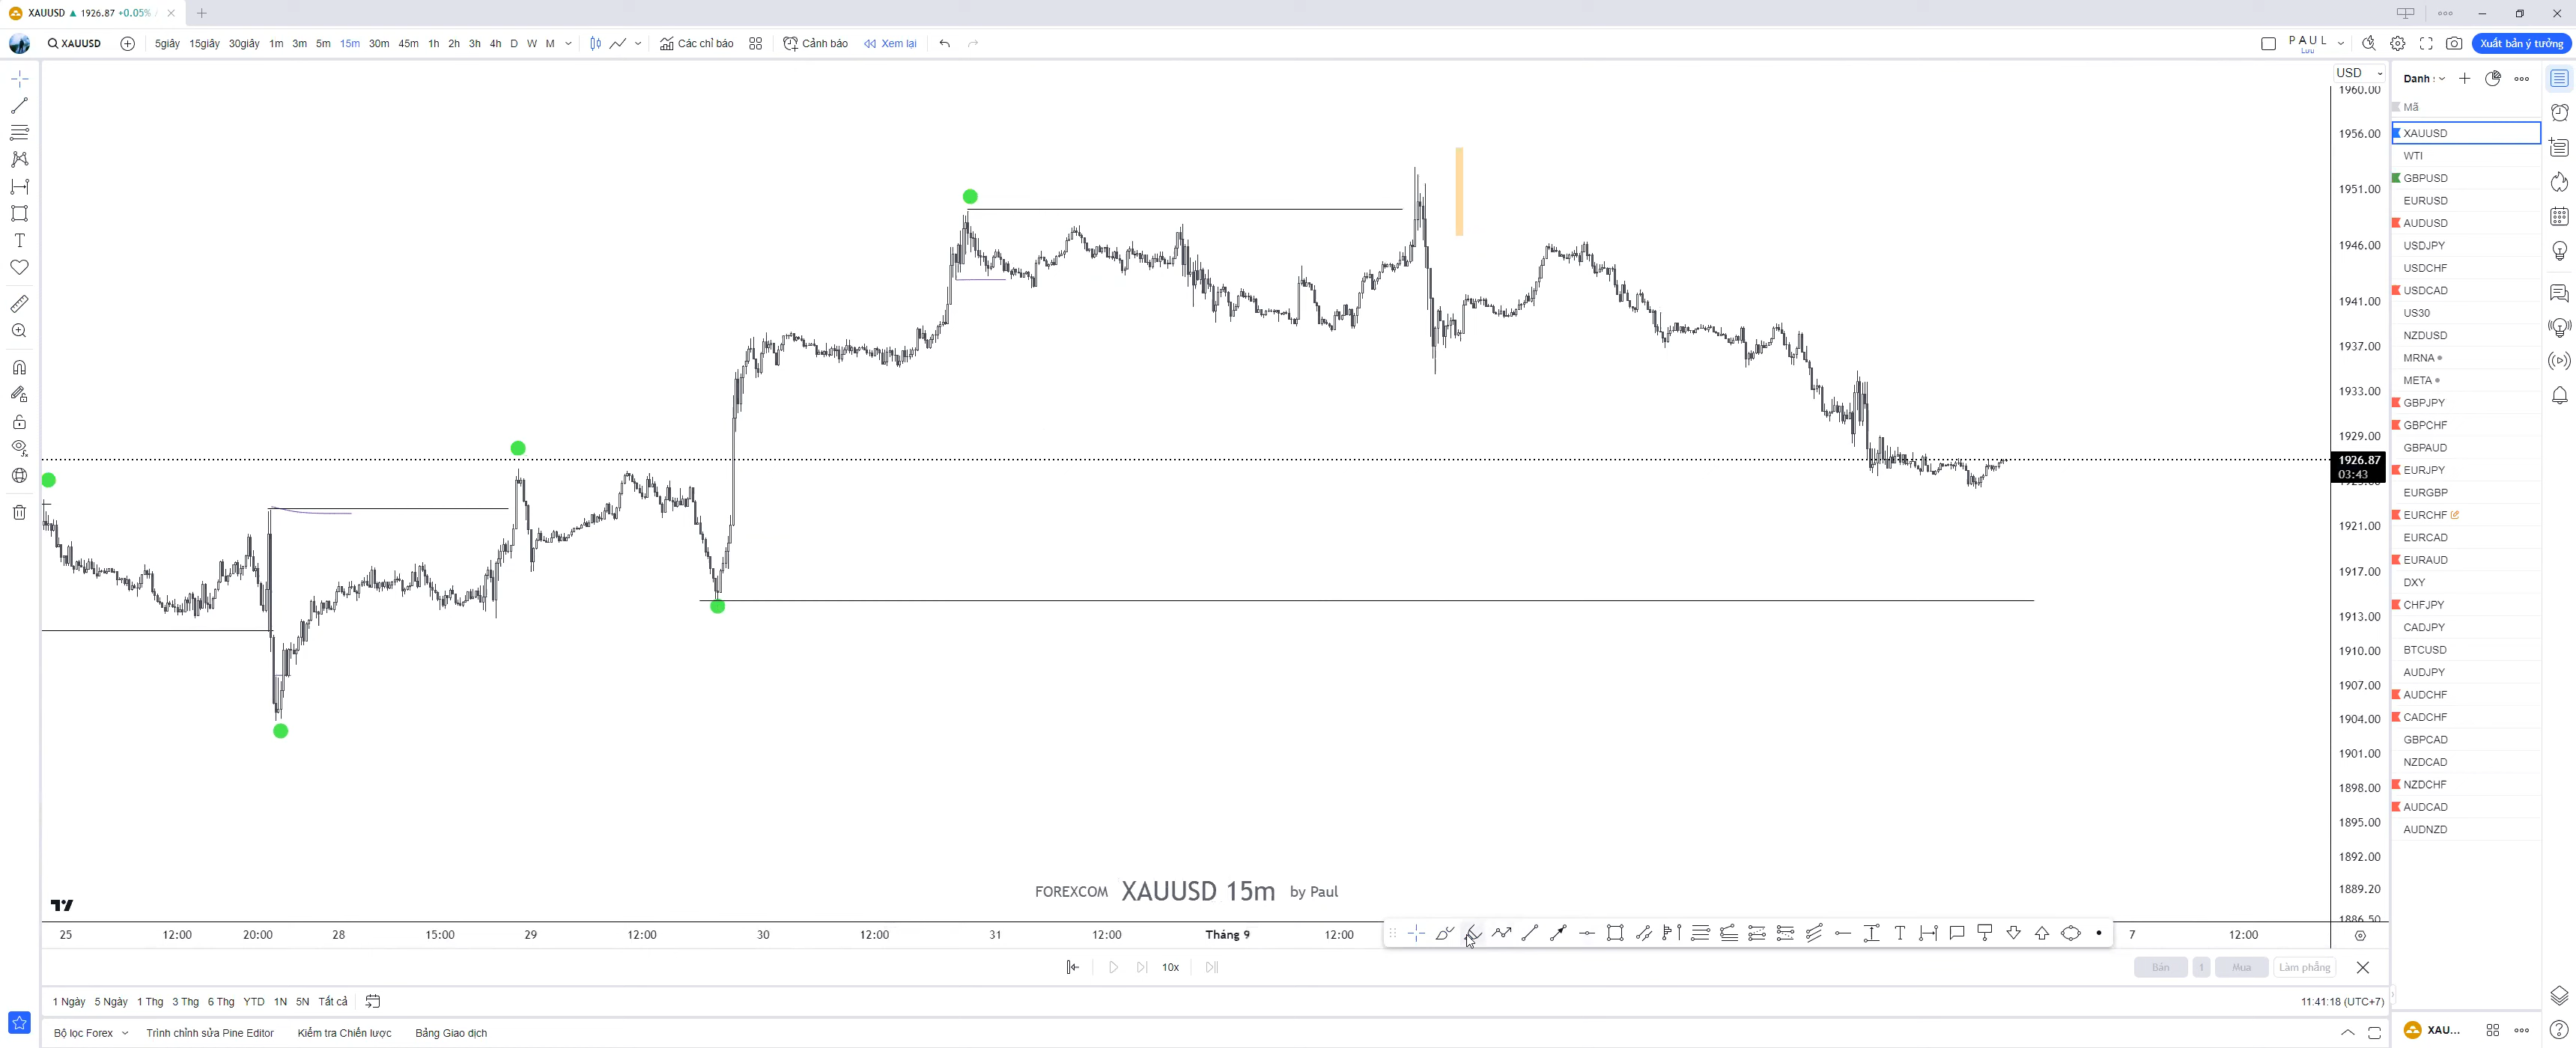 XAUUSD ▲ 1926.87 +0.05% /
XAUUSD 5giây 15giây 30giây 1m 3m 5m 15m 30m 45m 1h 2h 3h 4h D W M Các chỉ báo Cảnh báo Xem lại
PAUL
Lưu
Xuất bản ý tưởng
USD
1960.00
1956.00
1951.00
1946.00
1941.00
1937.00
1933.00
1929.00
1926.87
03:43
1921.00
1917.00
1913.00
1910.00
1907.00
1904.00
1901.00
1898.00
1895.00
1892.00
1889.20
1886.50
Danh
Mã
XAUUSD
WTI
GBPUSD
EURUSD
AUDUSD
USDJPY
USDCHF
USDCAD
US30
NZDUSD
MRNA
META
GBPJPY
GBPCHF
GBPAUD
EURJPY
EURGBP
EURCHF
EURCAD
EURAUD
DXY
CHFJPY
CADJPY
BTCUSD
AUDJPY
AUDCHF
CADCHF
GBPCAD
NZDCAD
NZDCHF
AUDCAD
AUDNZD
FOREXCOM XAUUSD 15m by Paul
25 12:00 20:00 28 15:00 29 12:00 30 12:00 31 12:00 Tháng 9 12:00 7 12:00
10x
Bán 1 Mua Làm phẳng
1 Ngày 5 Ngày 1 Thg 3 Thg 6 Thg YTD 1N 5N Tất cả
11:41:18 (UTC+7)
Bộ lọc Forex Trình chỉnh sửa Pine Editor Kiểm tra Chiến lược Bảng Giao dịch
XAU...